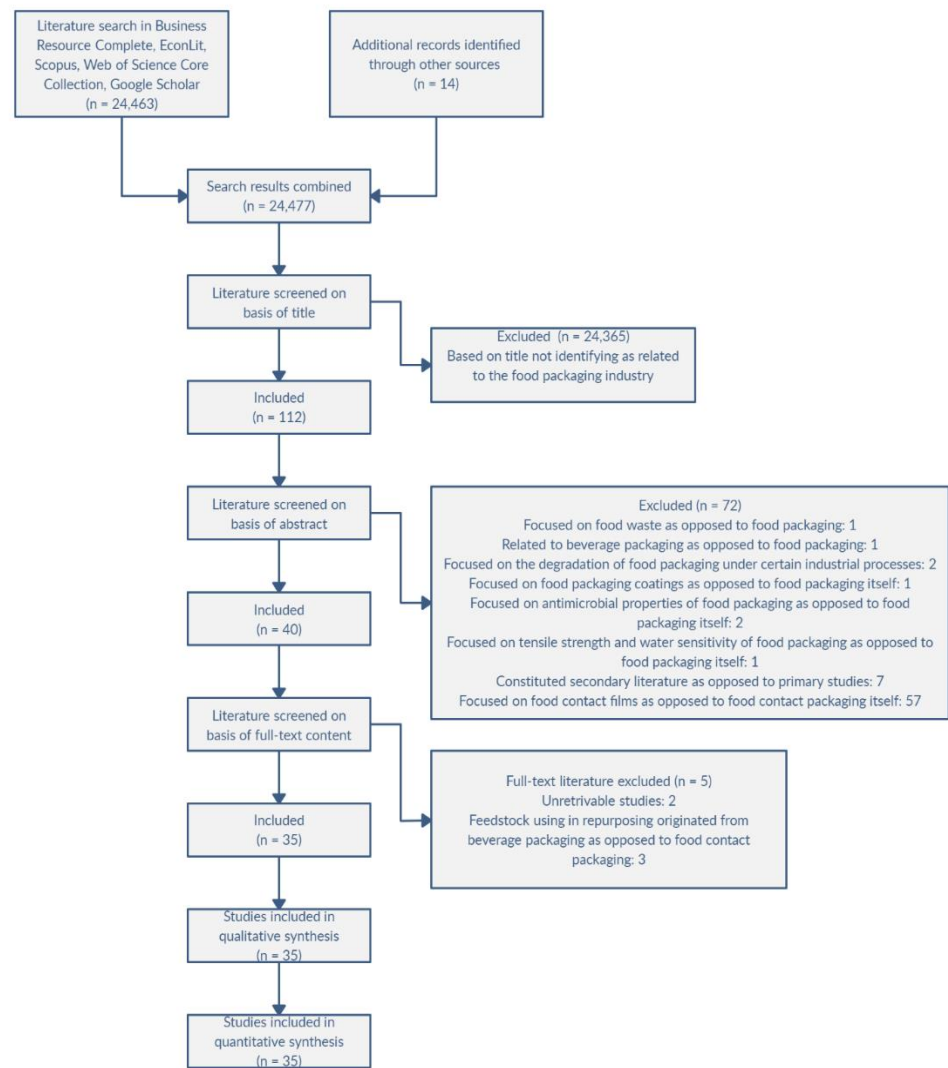 Literature search in Business
Resource Complete, EconLit,
Scopus, Web of Science Core
Collection, Google Scholar
(n = 24,463)
Additional records identified
through other sources
(n = 14)
Search results combined
(n = 24,477)
Literature screened on
basis of title
Excluded (n = 24,365)
Based on title not identifying as related
to the food packaging industry
Included
(n = 112)
Literature screened on
basis of abstract
Excluded (n = 72)
Focused on food waste as opposed to food packaging: 1
Related to beverage packaging as opposed to food packaging: 1
Focused on the degradation of food packaging under certain industrial processes: 2
Focused on food packaging coatings as opposed to food packaging itself: 1
Focused on antimicrobial properties of food packaging as opposed to food
packaging itself: 2
Focused on tensile strength and water sensitivity of food packaging as opposed to
food packaging itself: 1
Constituted secondary literature as opposed to primary studies: 7
Focused on food contact films as opposed to food contact packaging itself: 57
Included
(n = 40)
Literature screened on
basis of full-text content
Full-text literature excluded (n = 5)
Unretrivable studies: 2
Feedstock using in repurposing originated from
beverage packaging as opposed to food contact
packaging: 3
Included
(n = 35)
Studies included in
qualitative synthesis
(n = 35)
Studies included in
quantitative synthesis
(n = 35)